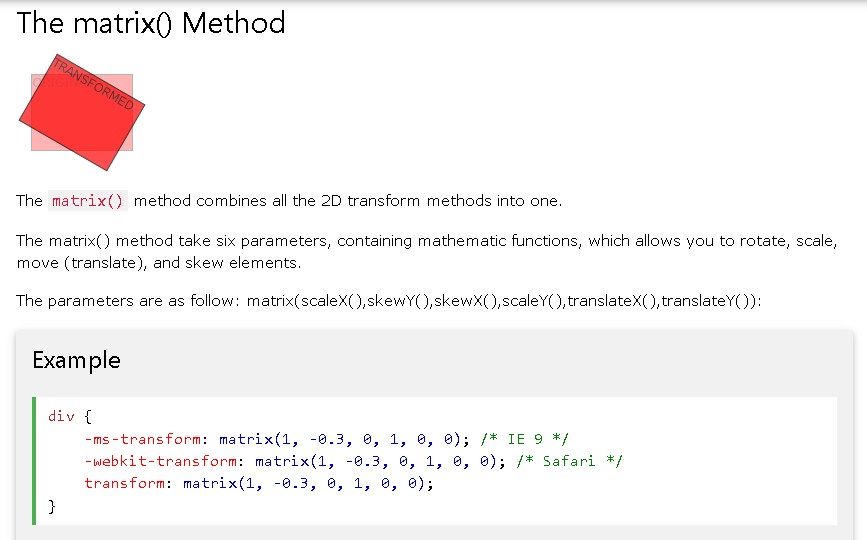 The matrix() Method
TRANSFORMED
The matrix() method combines all the 2D transform methods into one.
The matrix() method take six parameters, containing mathematic functions, which allows you to rotate, scale,
move (translate), and skew elements.
The parameters are as follow: matrix(scaleX(),skewY(),skewX(),scaleY(),translateX(),translateY()):
Example
div {
    -ms-transform: matrix(1, -0.3, 0, 1, 0, 0); /* IE 9 */
    -webkit-transform: matrix(1, -0.3, 0, 1, 0, 0); /* Safari */
    transform: matrix(1, -0.3, 0, 1, 0, 0);
}